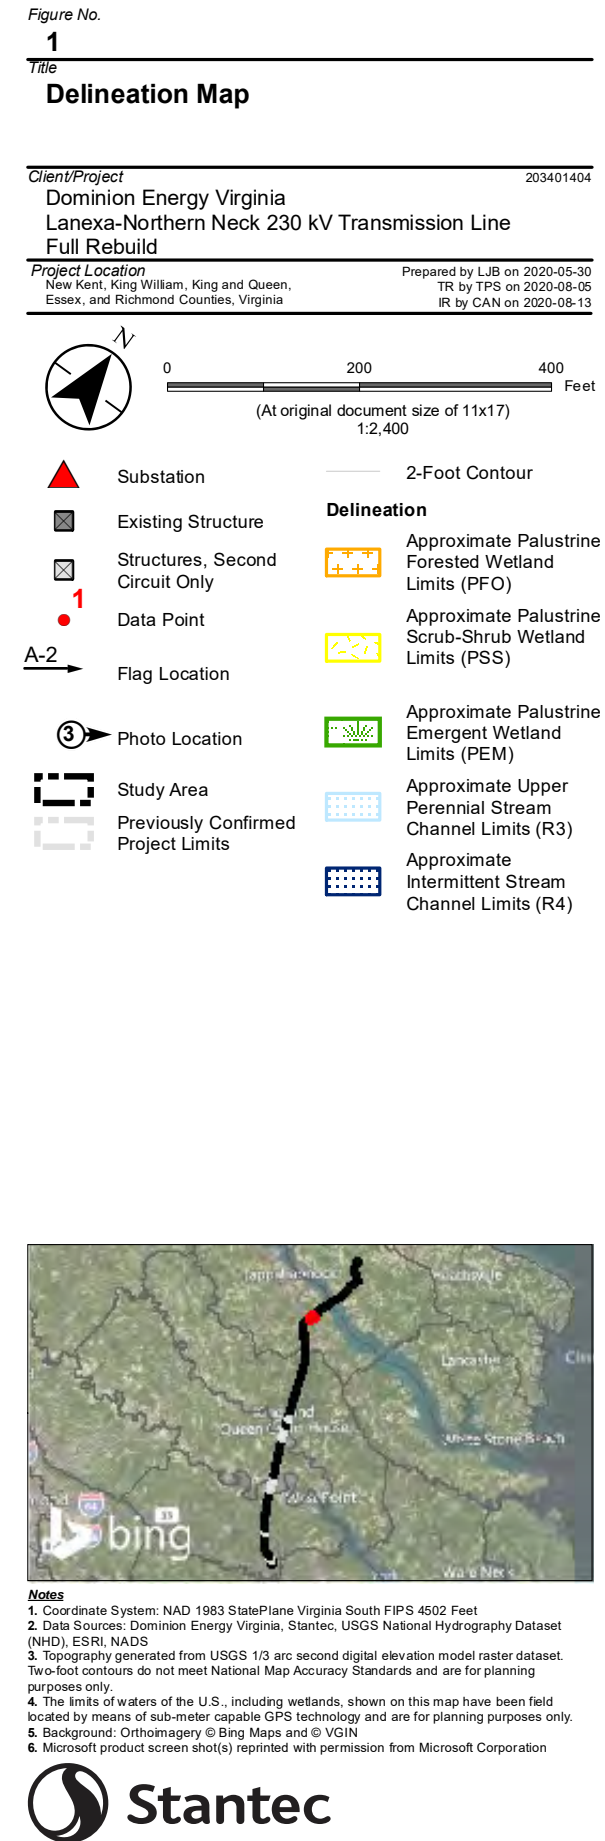 Figure No.
1
Title
Delineation Map
Client/Project
203401404
Dominion Energy Virginia
Lanexa-Northern Neck 230 kV Transmission Line
Full Rebuild
Project Location
New Kent, King William, King and Queen,
Essex, and Richmond Counties, Virginia
Prepared by LJB on 2020-05-30
TR by TPS on 2020-08-05
IR by CAN on 2020-08-13
N
0 200 400
Feet
(At original document size of 11x17)
1:2,400
Substation
Existing Structure
Structures, Second
Circuit Only
1
Data Point
A-2
Flag Location
3
Photo Location
Study Area
Previously Confirmed
Project Limits
2-Foot Contour
Delineation
Approximate Palustrine
Forested Wetland
Limits (PFO)
Approximate Palustrine
Scrub-Shrub Wetland
Limits (PSS)
Approximate Palustrine
Emergent Wetland
Limits (PEM)
Approximate Upper
Perennial Stream
Channel Limits (R3)
Approximate
Intermittent Stream
Channel Limits (R4)
Lancaster
White Stone Beach
West Point
33
64
bing
Notes
1. Coordinate System: NAD 1983 StatePlane Virginia South FIPS 4502 Feet
2. Data Sources: Dominion Energy Virginia, Stantec, USGS National Hydrography Dataset
(NHD), ESRI, NADS
3. Topography generated from USGS 1/3 arc second digital elevation model raster dataset.
Two-foot contours do not meet National Map Accuracy Standards and are for planning
purposes only.
4. The limits of waters of the U.S., including wetlands, shown on this map have been field
located by means of sub-meter capable GPS technology and are for planning purposes only.
5. Background: Orthoimagery © Bing Maps and © VGIN
6. Microsoft product screen shot(s) reprinted with permission from Microsoft Corporation
Stantec